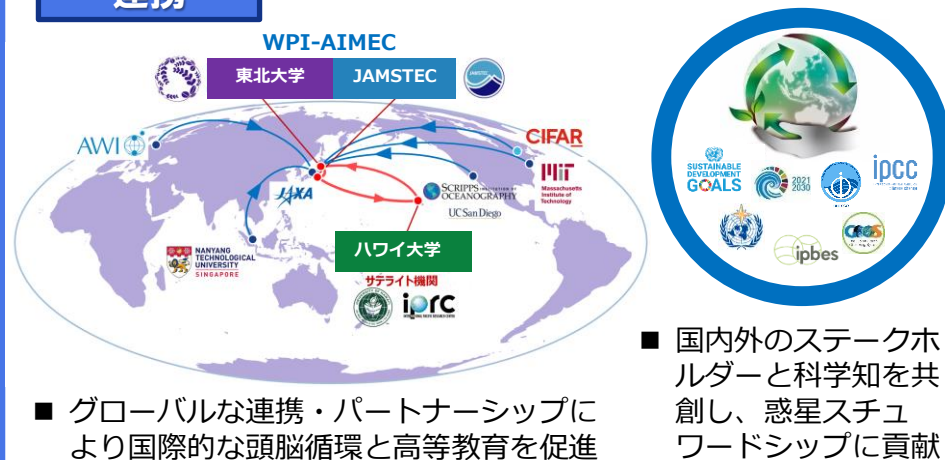 連携
WPI-AIMEC
東北大学
JAMSTEC
JAMSTEC
AWI
CIFAR
JAXA
MIT
Massachusetts
Institute of
Technology
SCRIPPS INSTITUTION OF
OCEANOGRAPHY
UC San Diego
NANYANG
TECHNOLOGICAL
UNIVERSITY
SINGAPORE
ハワイ大学
サテライト機関
iprc
SUSTAINABLE
DEVELOPMENT
GOALS
2021
2030
ipcc
ipbes
■ グローバルな連携・パートナーシップに
より国際的な頭脳循環と高等教育を促進
■ 国内外のステークホ
ルダーと科学知を共
創し、惑星スチュ
ワードシップに貢献